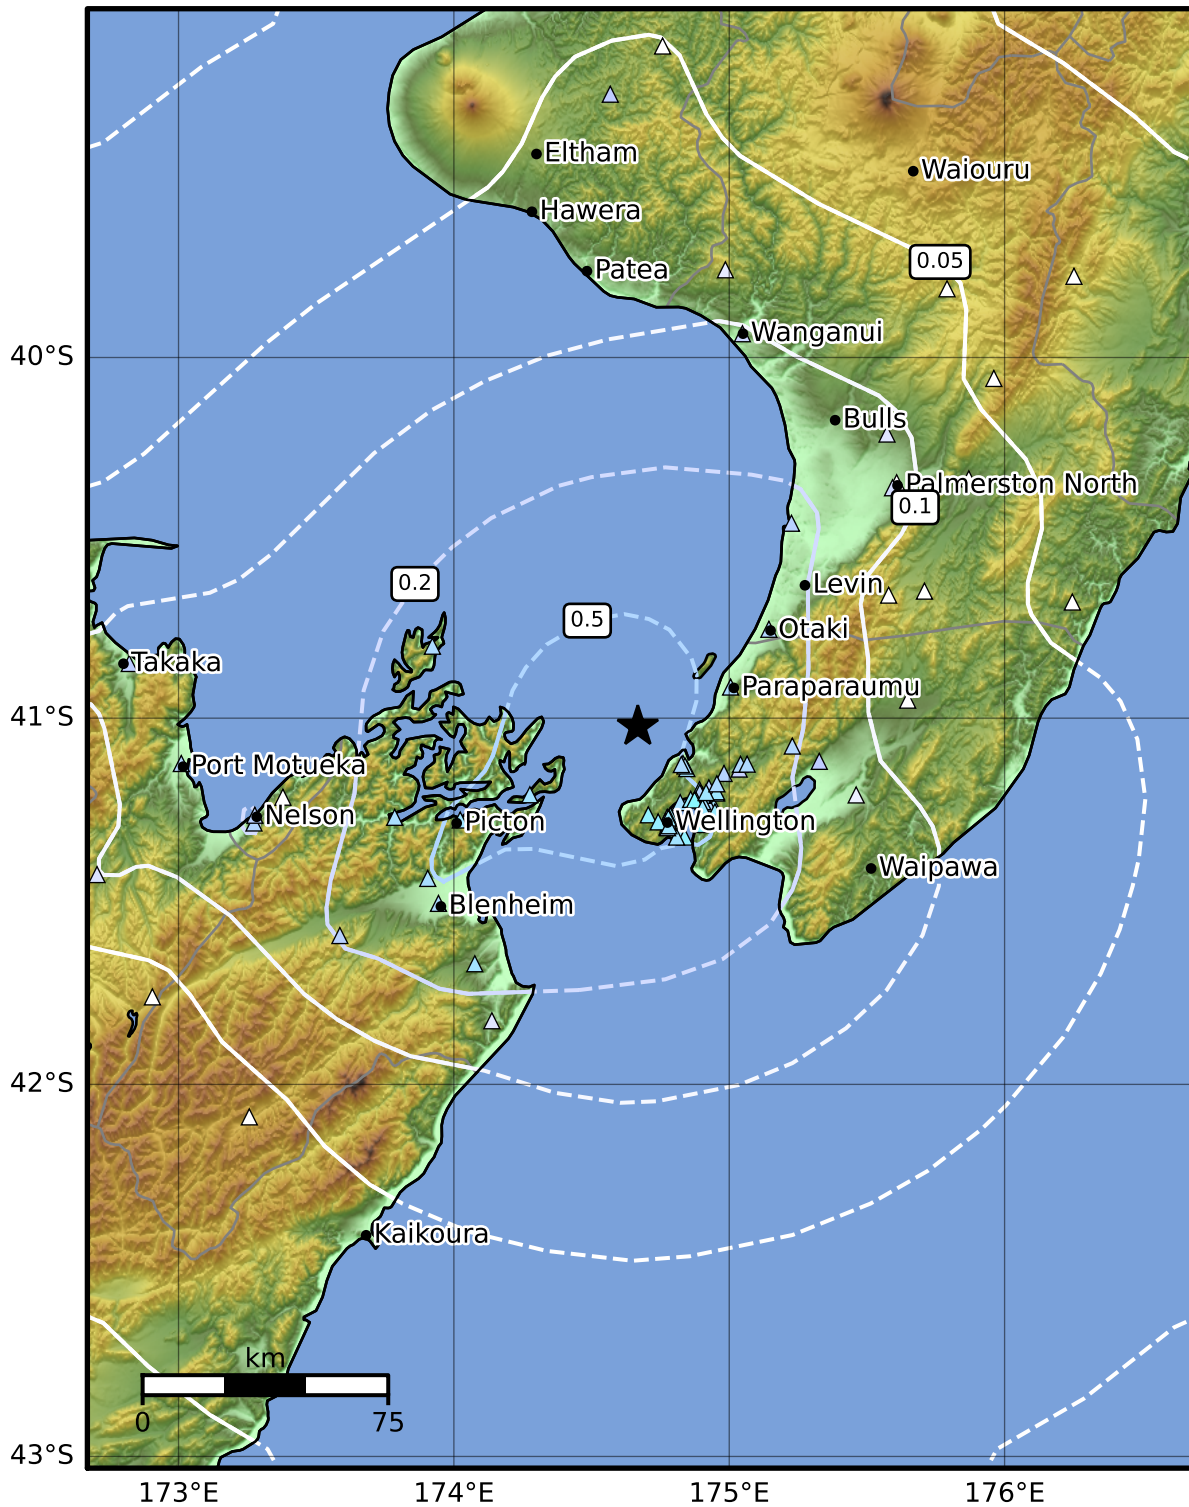 Eltham
Waiouru
Hawera
0.05
Patea
Wanganui
40°S
Bulls
Palmerston North
0.1
0.2
Levin
0.5
Otaki
Takaka
Paraparaumu
41°S
Port Motueka
Nelson
Picton
Wellington
Waipawa
Blenheim
42°S
Kaikoura
km
0
75
43°S
173°E
174°E
175°E
176°E